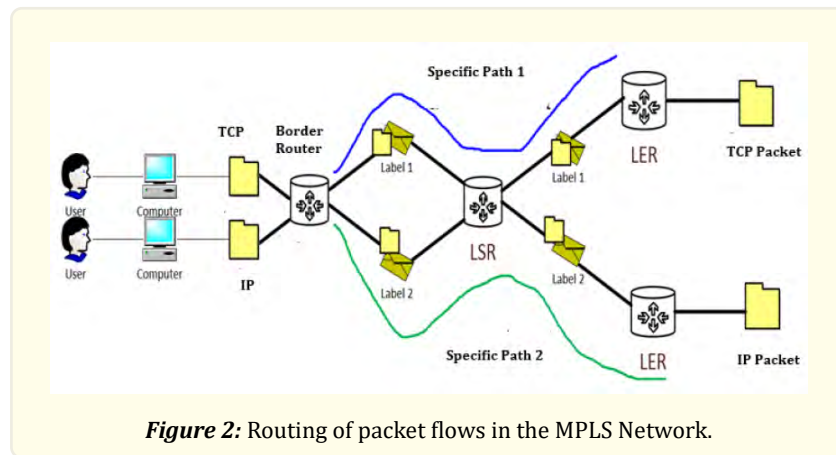 Specific Path 1
TCP
Border
Router
Label 1
Label 1
LER
TCP Packet
User
Computer
LSR
User
Computer
IP
Label 2
Label 2
Specific Path 2
LER
IP Packet
Figure 2: Routing of packet flows in the MPLS Network.